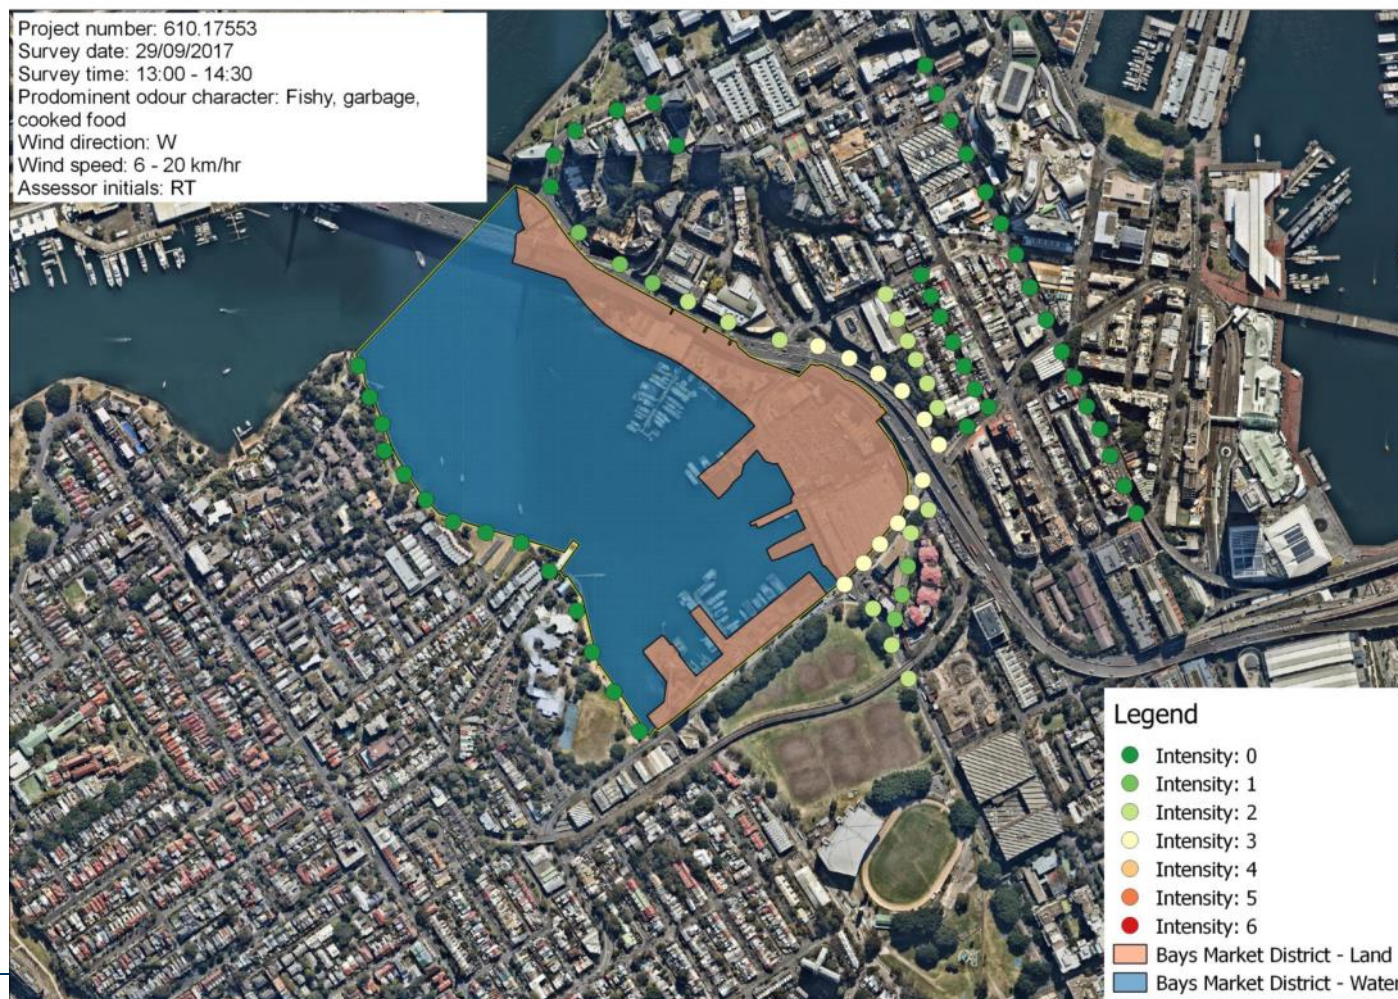 Project number: 610.17553
Survey date: 29/09/2017
Survey time: 13:00 - 14:30
Prodominent odour character: Fishy, garbage,
cooked food
Wind direction: W
Wind speed: 6 - 20 km/hr
Assessor initials: RT
Legend
Intensity: 0
Intensity: 1
Intensity: 2
Intensity: 3
Intensity: 4
Intensity: 5
Intensity: 6
Bays Market District - Land
Bays Market District - Water